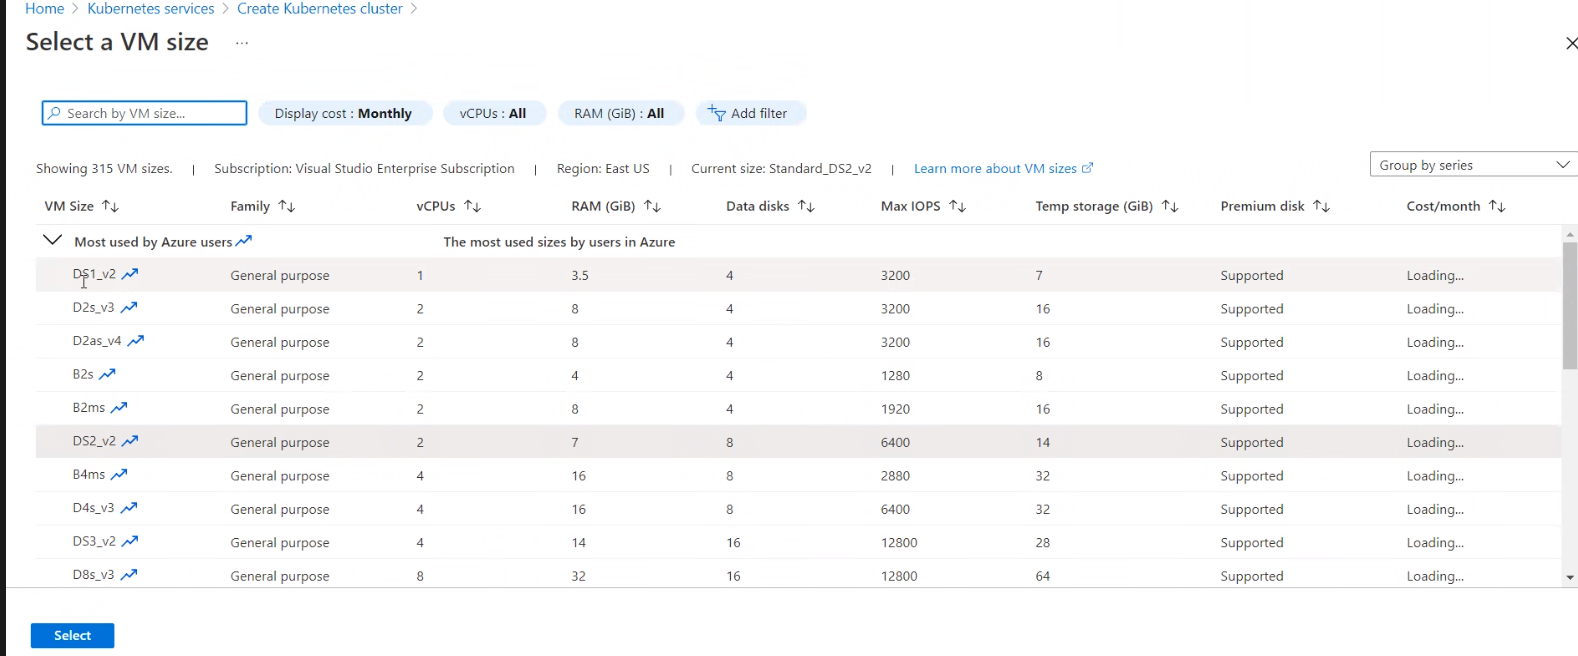 Home > Kubernetes services > Create Kubernetes cluster >
Select a VM size ...
Search by VM size... Display cost : Monthly vCPUs : All RAM (GiB) : All Add filter
Showing 315 VM sizes. | Subscription: Visual Studio Enterprise Subscription | Region: East US | Current size: Standard_DS2_v2 | Learn more about VM sizes Group by series
VM Size Family vCPUs RAM (GiB) Data disks Max IOPS Temp storage (GiB) Premium disk Cost/month
Most used by Azure users The most used sizes by users in Azure
DS1_v2 General purpose 1 3.5 4 3200 7 Supported Loading...
D2s_v3 General purpose 2 8 4 3200 16 Supported Loading...
D2as_v4 General purpose 2 8 4 3200 16 Supported Loading...
B2s General purpose 2 4 4 1280 8 Supported Loading...
B2ms General purpose 2 8 4 1920 16 Supported Loading...
DS2_v2 General purpose 2 7 8 6400 14 Supported Loading...
B4ms General purpose 4 16 8 2880 32 Supported Loading...
D4s_v3 General purpose 4 16 8 6400 32 Supported Loading...
DS3_v2 General purpose 4 14 16 12800 28 Supported Loading...
D8s_v3 General purpose 8 32 16 12800 64 Supported Loading...
Select